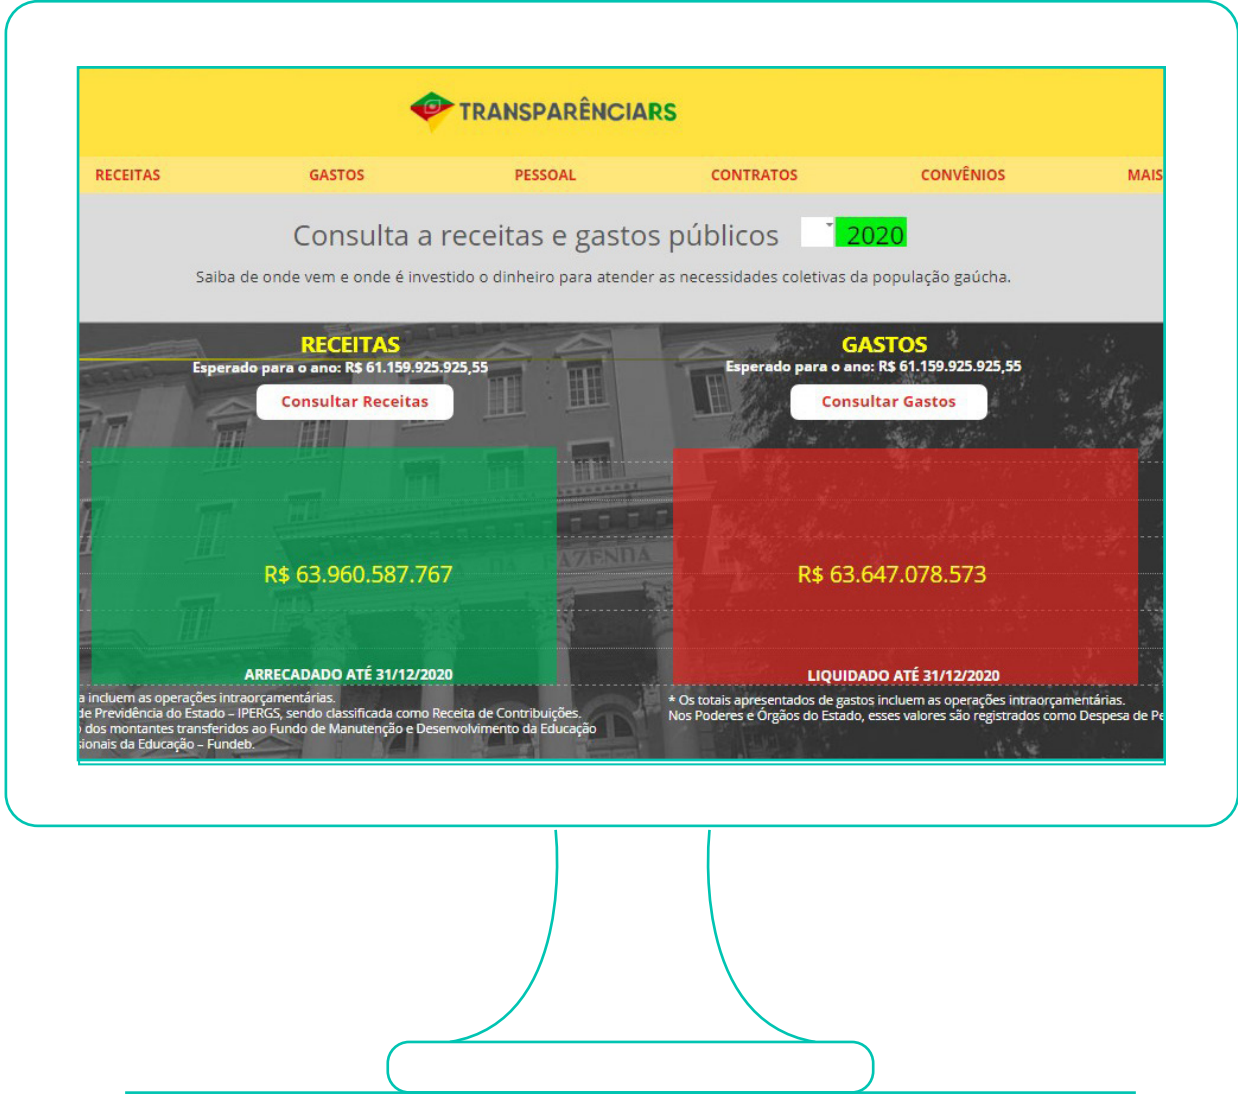 TRANSPARÊNCIARS
RECEITAS GASTOS PESSOAL CONTRATOS CONVÊNIOS MAIS
Consulta a receitas e gastos públicos 2020
Saiba de onde vem e onde é investido o dinheiro para atender as necessidades coletivas da população gaúcha.
RECEITAS
Esperado para o ano: R$ 61.159.925.925,55
Consultar Receitas
R$ 63.960.587.767
ARRECADADO ATÉ 31/12/2020
a incluem as operações intraorçamentárias.
de Previdência do Estado – IPERGS, sendo classificada como Receita de Contribuições.
dos montantes transferidos ao Fundo de Manutenção e Desenvolvimento da Educação
sionais da Educação – Fundeb.
GASTOS
Esperado para o ano: R$ 61.159.925.925,55
Consultar Gastos
R$ 63.647.078.573
LIQUIDADO ATÉ 31/12/2020
* Os totais apresentados de gastos incluem as operações intraorçamentárias.
Nos Poderes e Órgãos do Estado, esses valores são registrados como Despesa de Pe
DA FAZENDA